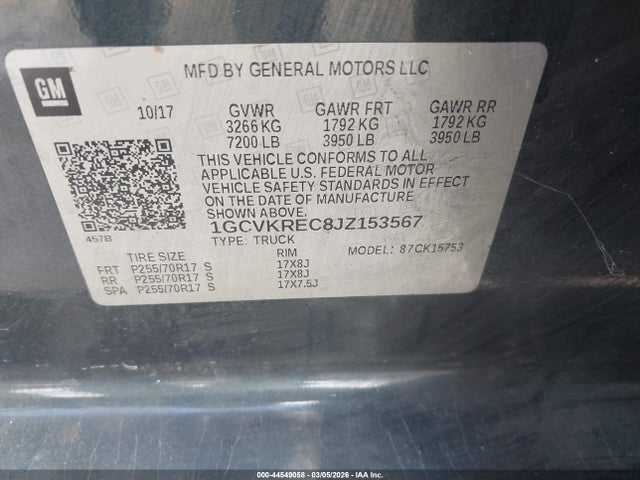 GM
MFD BY GENERAL MOTORS LLC
10/17 GVWR GAWR FRT GAWR RR
3266 KG 1792 KG 1792 KG
7200 LB 3950 LB 3950 LB
THIS VEHICLE CONFORMS TO ALL
APPLICABLE U.S. FEDERAL MOTOR
VEHICLE SAFETY STANDARDS IN EFFECT
ON THE DATE OF MANUFACTURE
SHOWN ABOVE.
1GCVKREC8JZ153567
457B TYPE: TRUCK MODEL: 87CK15753
TIRE SIZE RIM
FRT P255/70R17 S 17X8J
RR P255/70R17 S 17X8J
SPA P255/70R17 S 17X7.5J
000-44549058 - 03/05/2026 - IAA Inc.